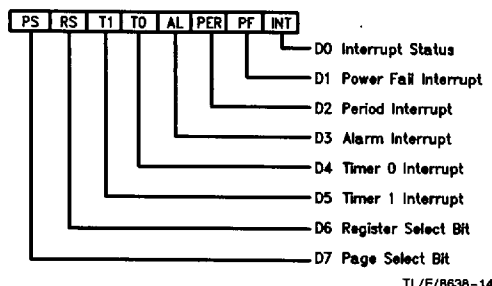 PS RS T1 T0 AL PER PF INT
D0 Interrupt Status
D1 Power Fail Interrupt
D2 Period Interrupt
D3 Alarm Interrupt
D4 Timer 0 Interrupt
D5 Timer 1 Interrupt
D6 Register Select Bit
D7 Page Select Bit
TL/F/8638-14